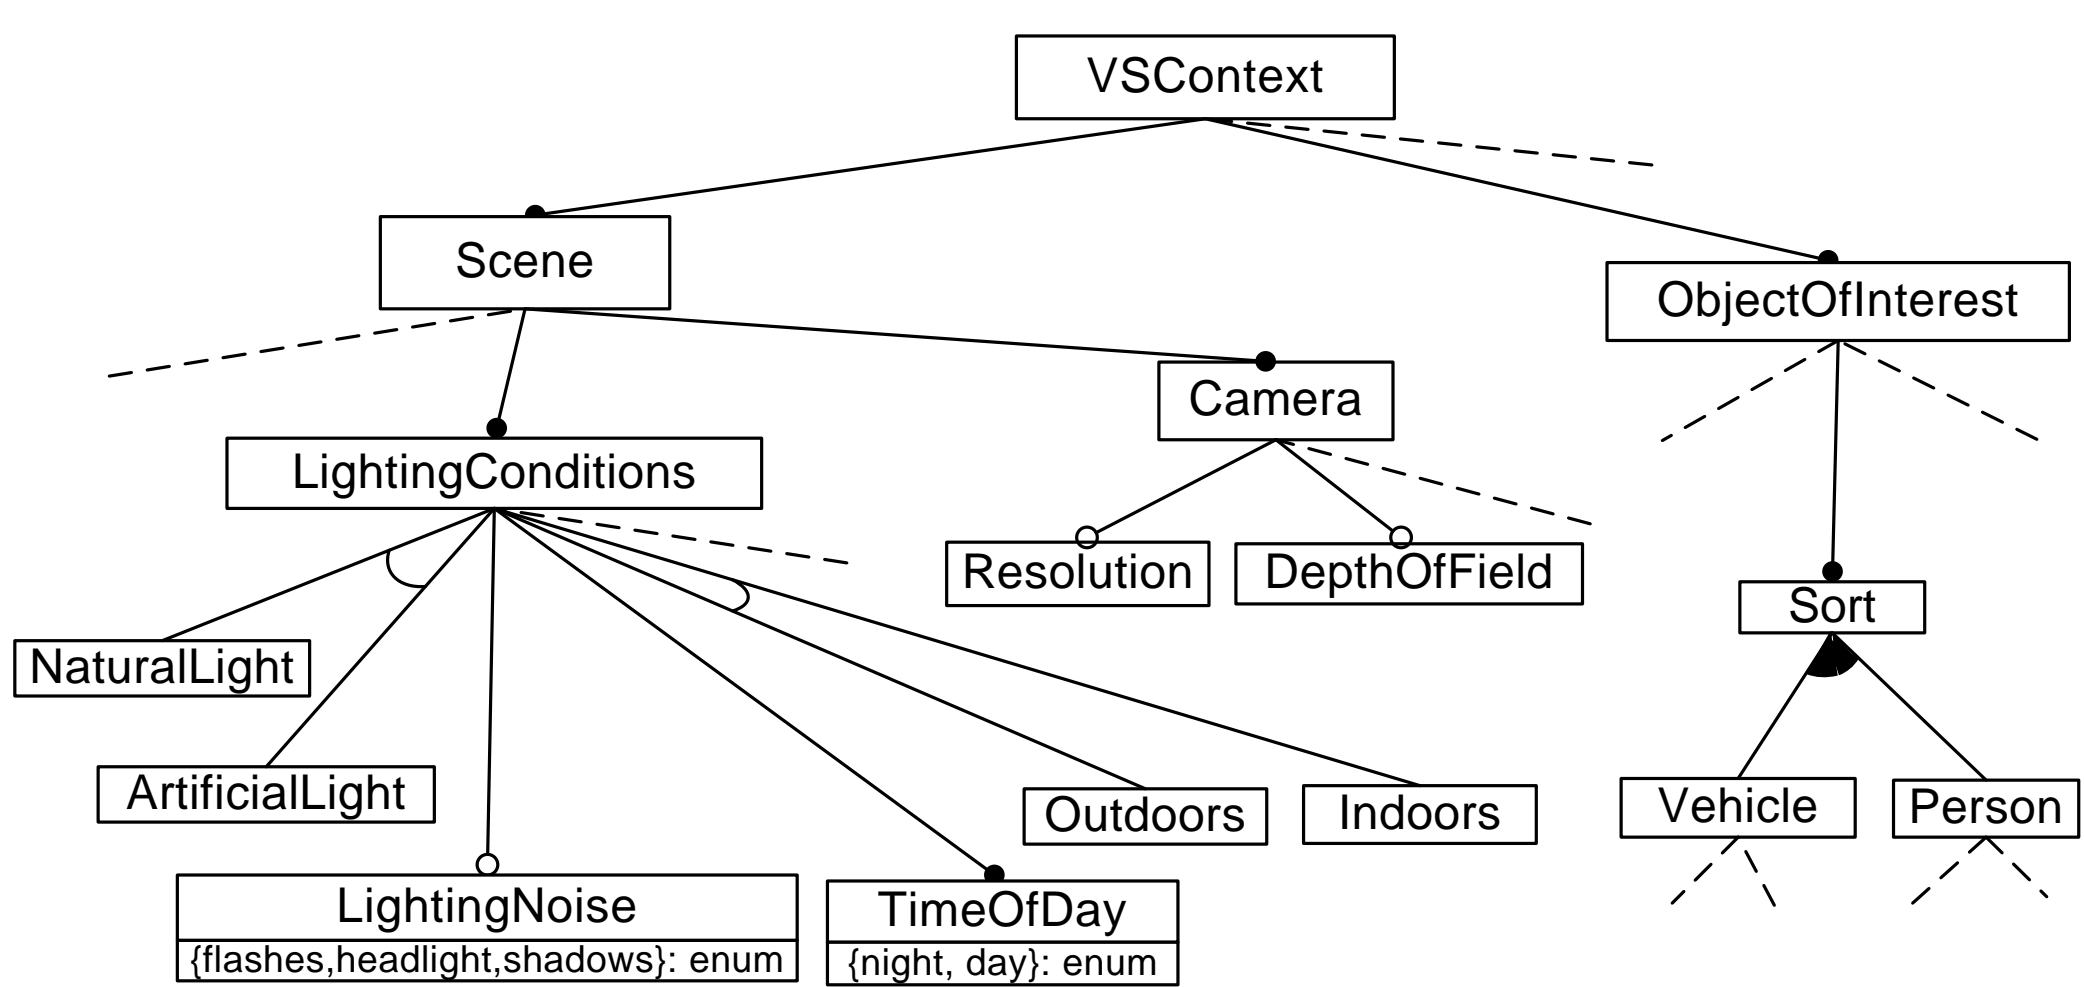 VSContext
Scene
ObjectOfInterest
Camera
LightingConditions
Resolution
DepthOfField
Sort
NaturalLight
ArtificialLight
Outdoors
Indoors
Vehicle
Person
LightingNoise
{flashes,headlight,shadows}: enum
TimeOfDay
{night, day}: enum